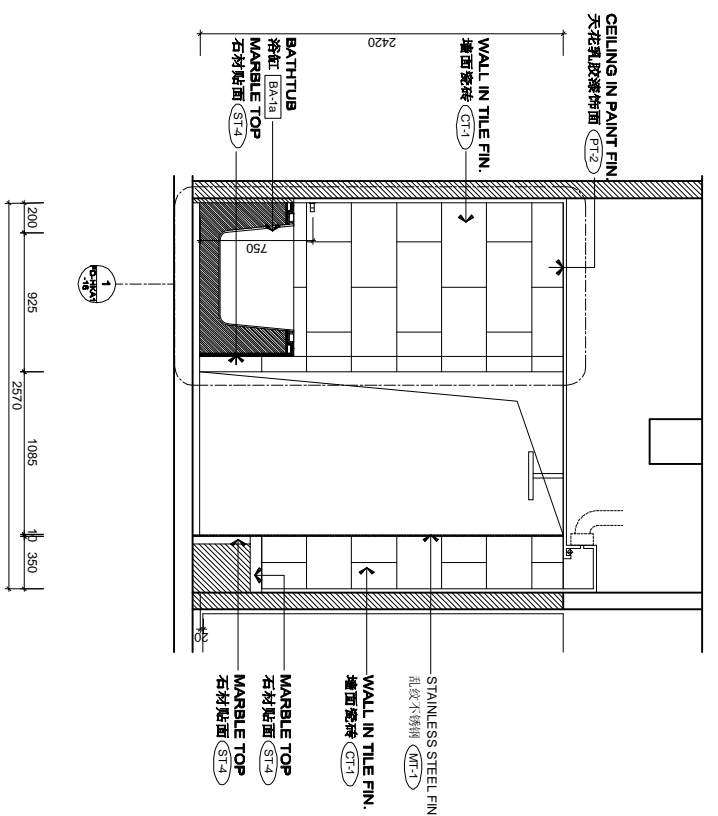 CEILING IN PAINT FIN.
天花乳胶漆饰面 PT-2
WALL IN TILE FIN.
墙面瓷砖 CT-1
2420
BATHTUB
浴缸 BA-1a
MARBLE TOP
石材贴面 ST-4
750
200
925
1085
10
350
2570
1
-16
20
STAINLESS STEEL FIN
乱纹不锈钢 MT-1
WALL IN TILE FIN.
墙面瓷砖 CT-1
MARBLE TOP
石材贴面 ST-4
MARBLE TOP
石材贴面 ST-4